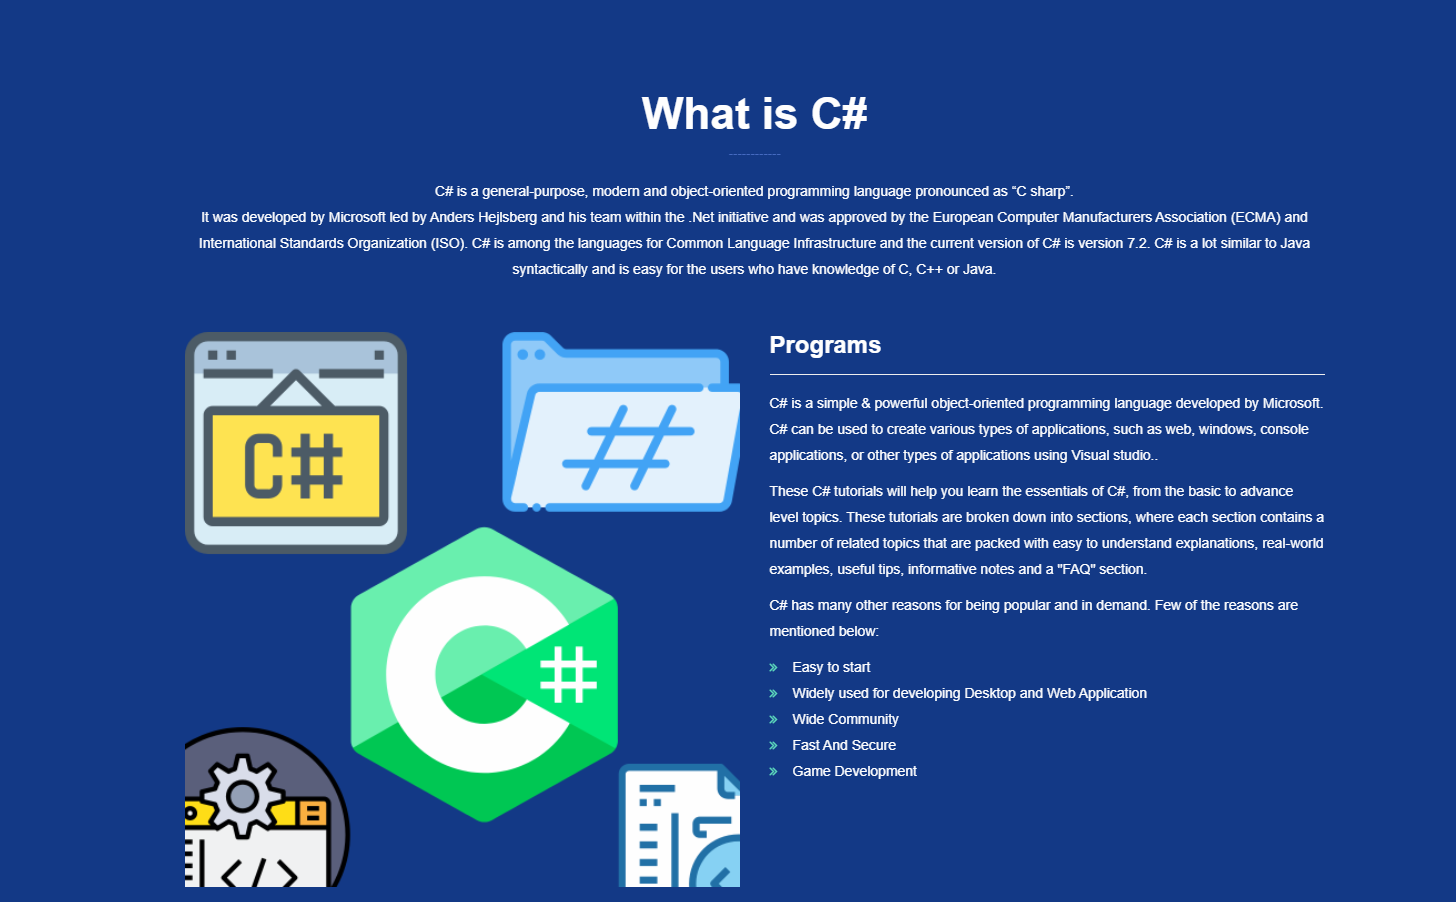 What is C#
------------
C# is a general-purpose, modern and object-oriented programming language pronounced as “C sharp”.
It was developed by Microsoft led by Anders Hejlsberg and his team within the .Net initiative and was approved by the European Computer Manufacturers Association (ECMA) and
International Standards Organization (ISO). C# is among the languages for Common Language Infrastructure and the current version of C# is version 7.2. C# is a lot similar to Java
syntactically and is easy for the users who have knowledge of C, C++ or Java.
C#
#
C#
</>
<
Programs
C# is a simple & powerful object-oriented programming language developed by Microsoft.
C# can be used to create various types of applications, such as web, windows, console
applications, or other types of applications using Visual studio..
These C# tutorials will help you learn the essentials of C#, from the basic to advance
level topics. These tutorials are broken down into sections, where each section contains a
number of related topics that are packed with easy to understand explanations, real-world
examples, useful tips, informative notes and a "FAQ" section.
C# has many other reasons for being popular and in demand. Few of the reasons are
mentioned below:
Easy to start
Widely used for developing Desktop and Web Application
Wide Community
Fast And Secure
Game Development